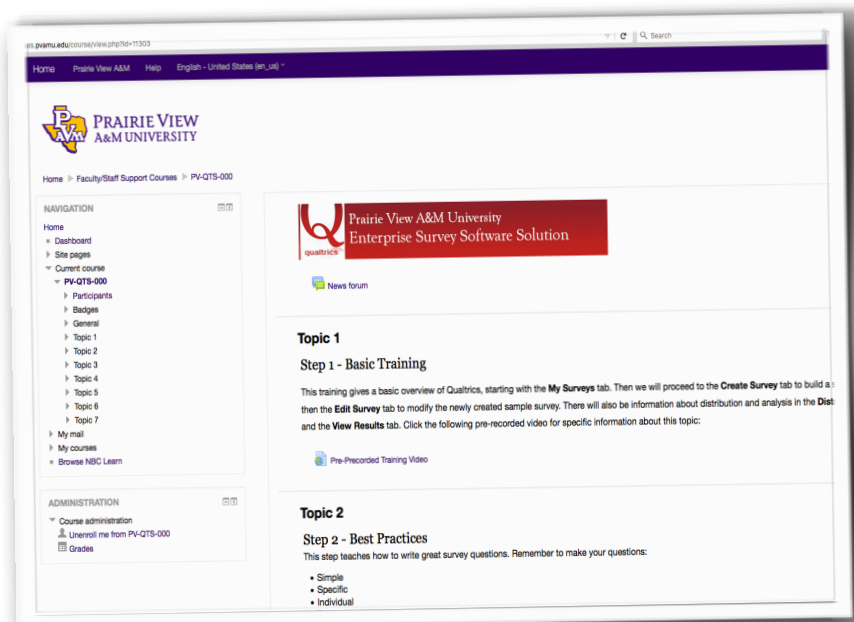 es.pvamu.edu/course/view.php?id=11303
Search
Home Prairie View A&M Help English - United States (en_us)
PVAM
PRAIRIE VIEW
A&M UNIVERSITY
Home Faculty/Staff Support Courses PV-QTS-000
NAVIGATION
Home
Dashboard
Site pages
Current course
PV-QTS-000
Participants
Badges
General
Topic 1
Topic 2
Topic 3
Topic 4
Topic 5
Topic 6
Topic 7
My mail
My courses
Browse NBC Learn
ADMINISTRATION
Course administration
Unenroll me from PV-QTS-000
Grades
Q
qualtrics
Prairie View A&M University
Enterprise Survey Software Solution
News forum
Topic 1
Step 1 - Basic Training
This training gives a basic overview of Qualtrics, starting with the My Surveys tab. Then we will proceed to the Create Survey tab to build a
then the Edit Survey tab to modify the newly created sample survey. There will also be information about distribution and analysis in the Dist
and the View Results tab. Click the following pre-recorded video for specific information about this topic:
Pre-Precorded Training Video
Topic 2
Step 2 - Best Practices
This step teaches how to write great survey questions. Remember to make your questions:
• Simple
• Specific
• Individual